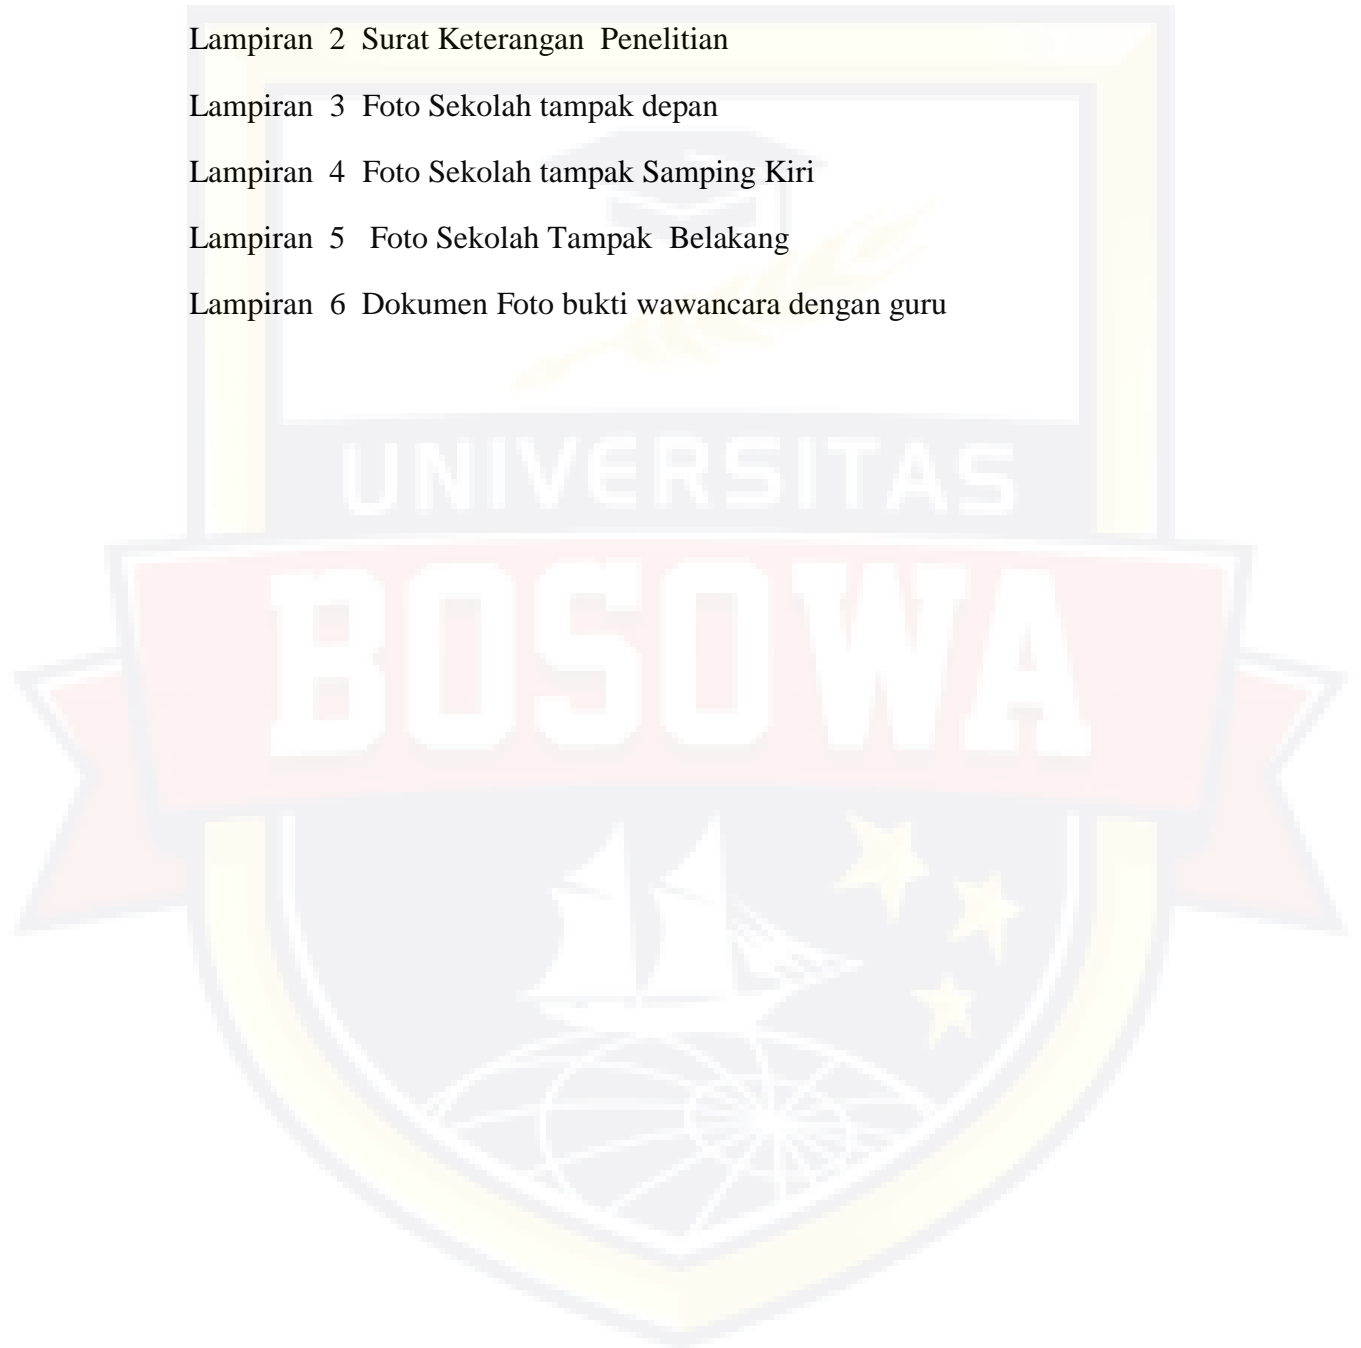 Lampiran 2 Surat Keterangan Penelitian
Lampiran 3 Foto Sekolah tampak depan
Lampiran 4 Foto Sekolah tampak Samping Kiri
Lampiran 5 Foto Sekolah Tampak Belakang
Lampiran 6 Dokumen Foto bukti wawancara dengan guru
UNIVERSITAS
BOSOWA